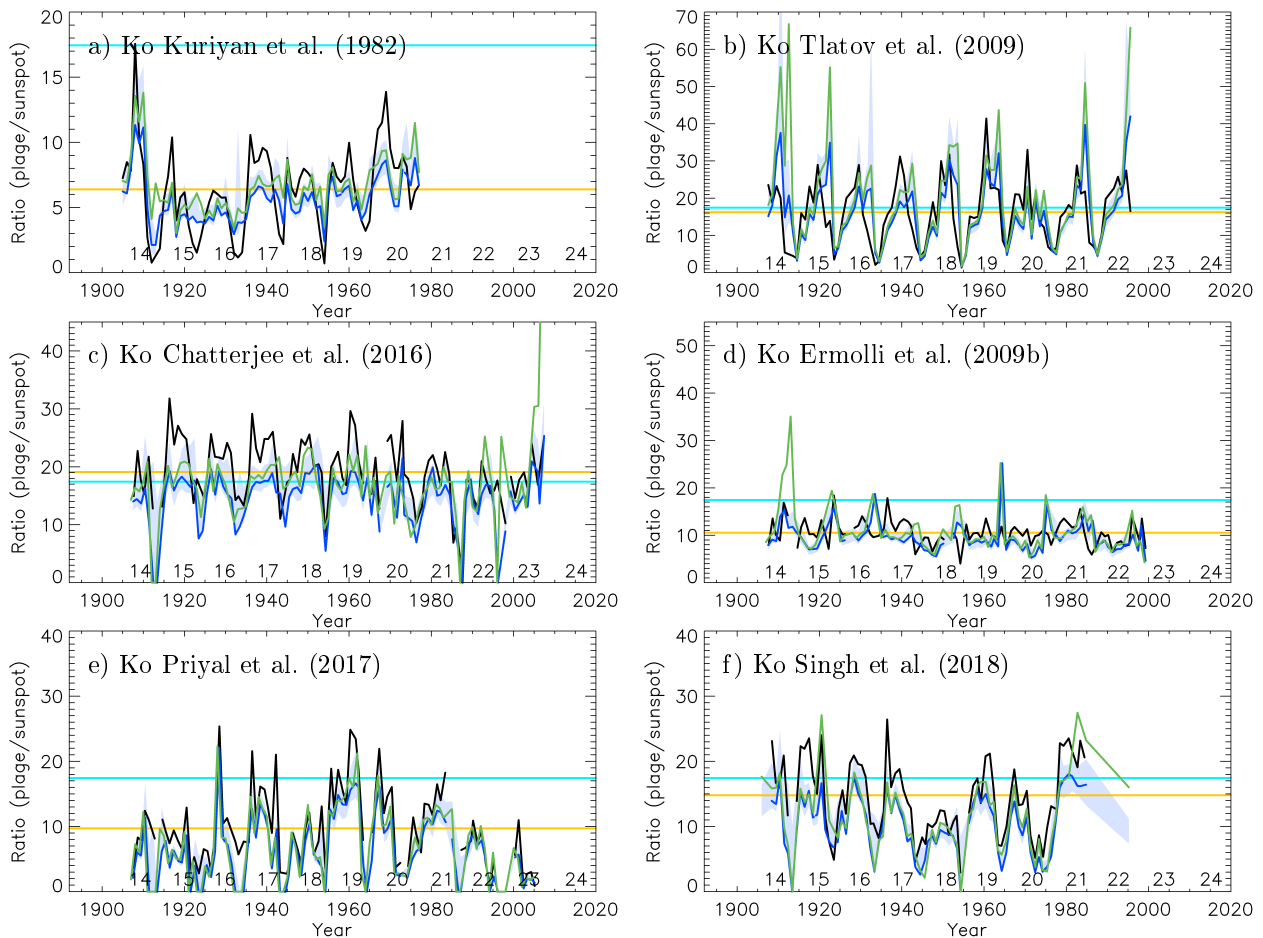 a) Ko Kuriyan et al. (1982)
Ratio (plage/sunspot)
20
15
10
5
0
14 15 16 17 18 19 20 21 22 23 24
1900 1920 1940 1960 1980 2000 2020
Year
b) Ko Tlatov et al. (2009)
Ratio (plage/sunspot)
70
60
50
40
30
20
10
0
14 15 16 17 18 19 20 21 22 23 24
1900 1920 1940 1960 1980 2000 2020
Year
c) Ko Chatterjee et al. (2016)
Ratio (plage/sunspot)
40
30
20
10
0
14 15 16 17 18 19 20 21 22 23 24
1900 1920 1940 1960 1980 2000 2020
Year
d) Ko Ermolli et al. (2009b)
Ratio (plage/sunspot)
50
40
30
20
10
0
14 15 16 17 18 19 20 21 22 23 24
1900 1920 1940 1960 1980 2000 2020
Year
e) Ko Priyal et al. (2017)
Ratio (plage/sunspot)
40
30
20
10
0
14 15 16 17 18 19 20 21 22 23 24
1900 1920 1940 1960 1980 2000 2020
Year
f) Ko Singh et al. (2018)
Ratio (plage/sunspot)
40
30
20
10
0
14 15 16 17 18 19 20 21 22 23 24
1900 1920 1940 1960 1980 2000 2020
Year